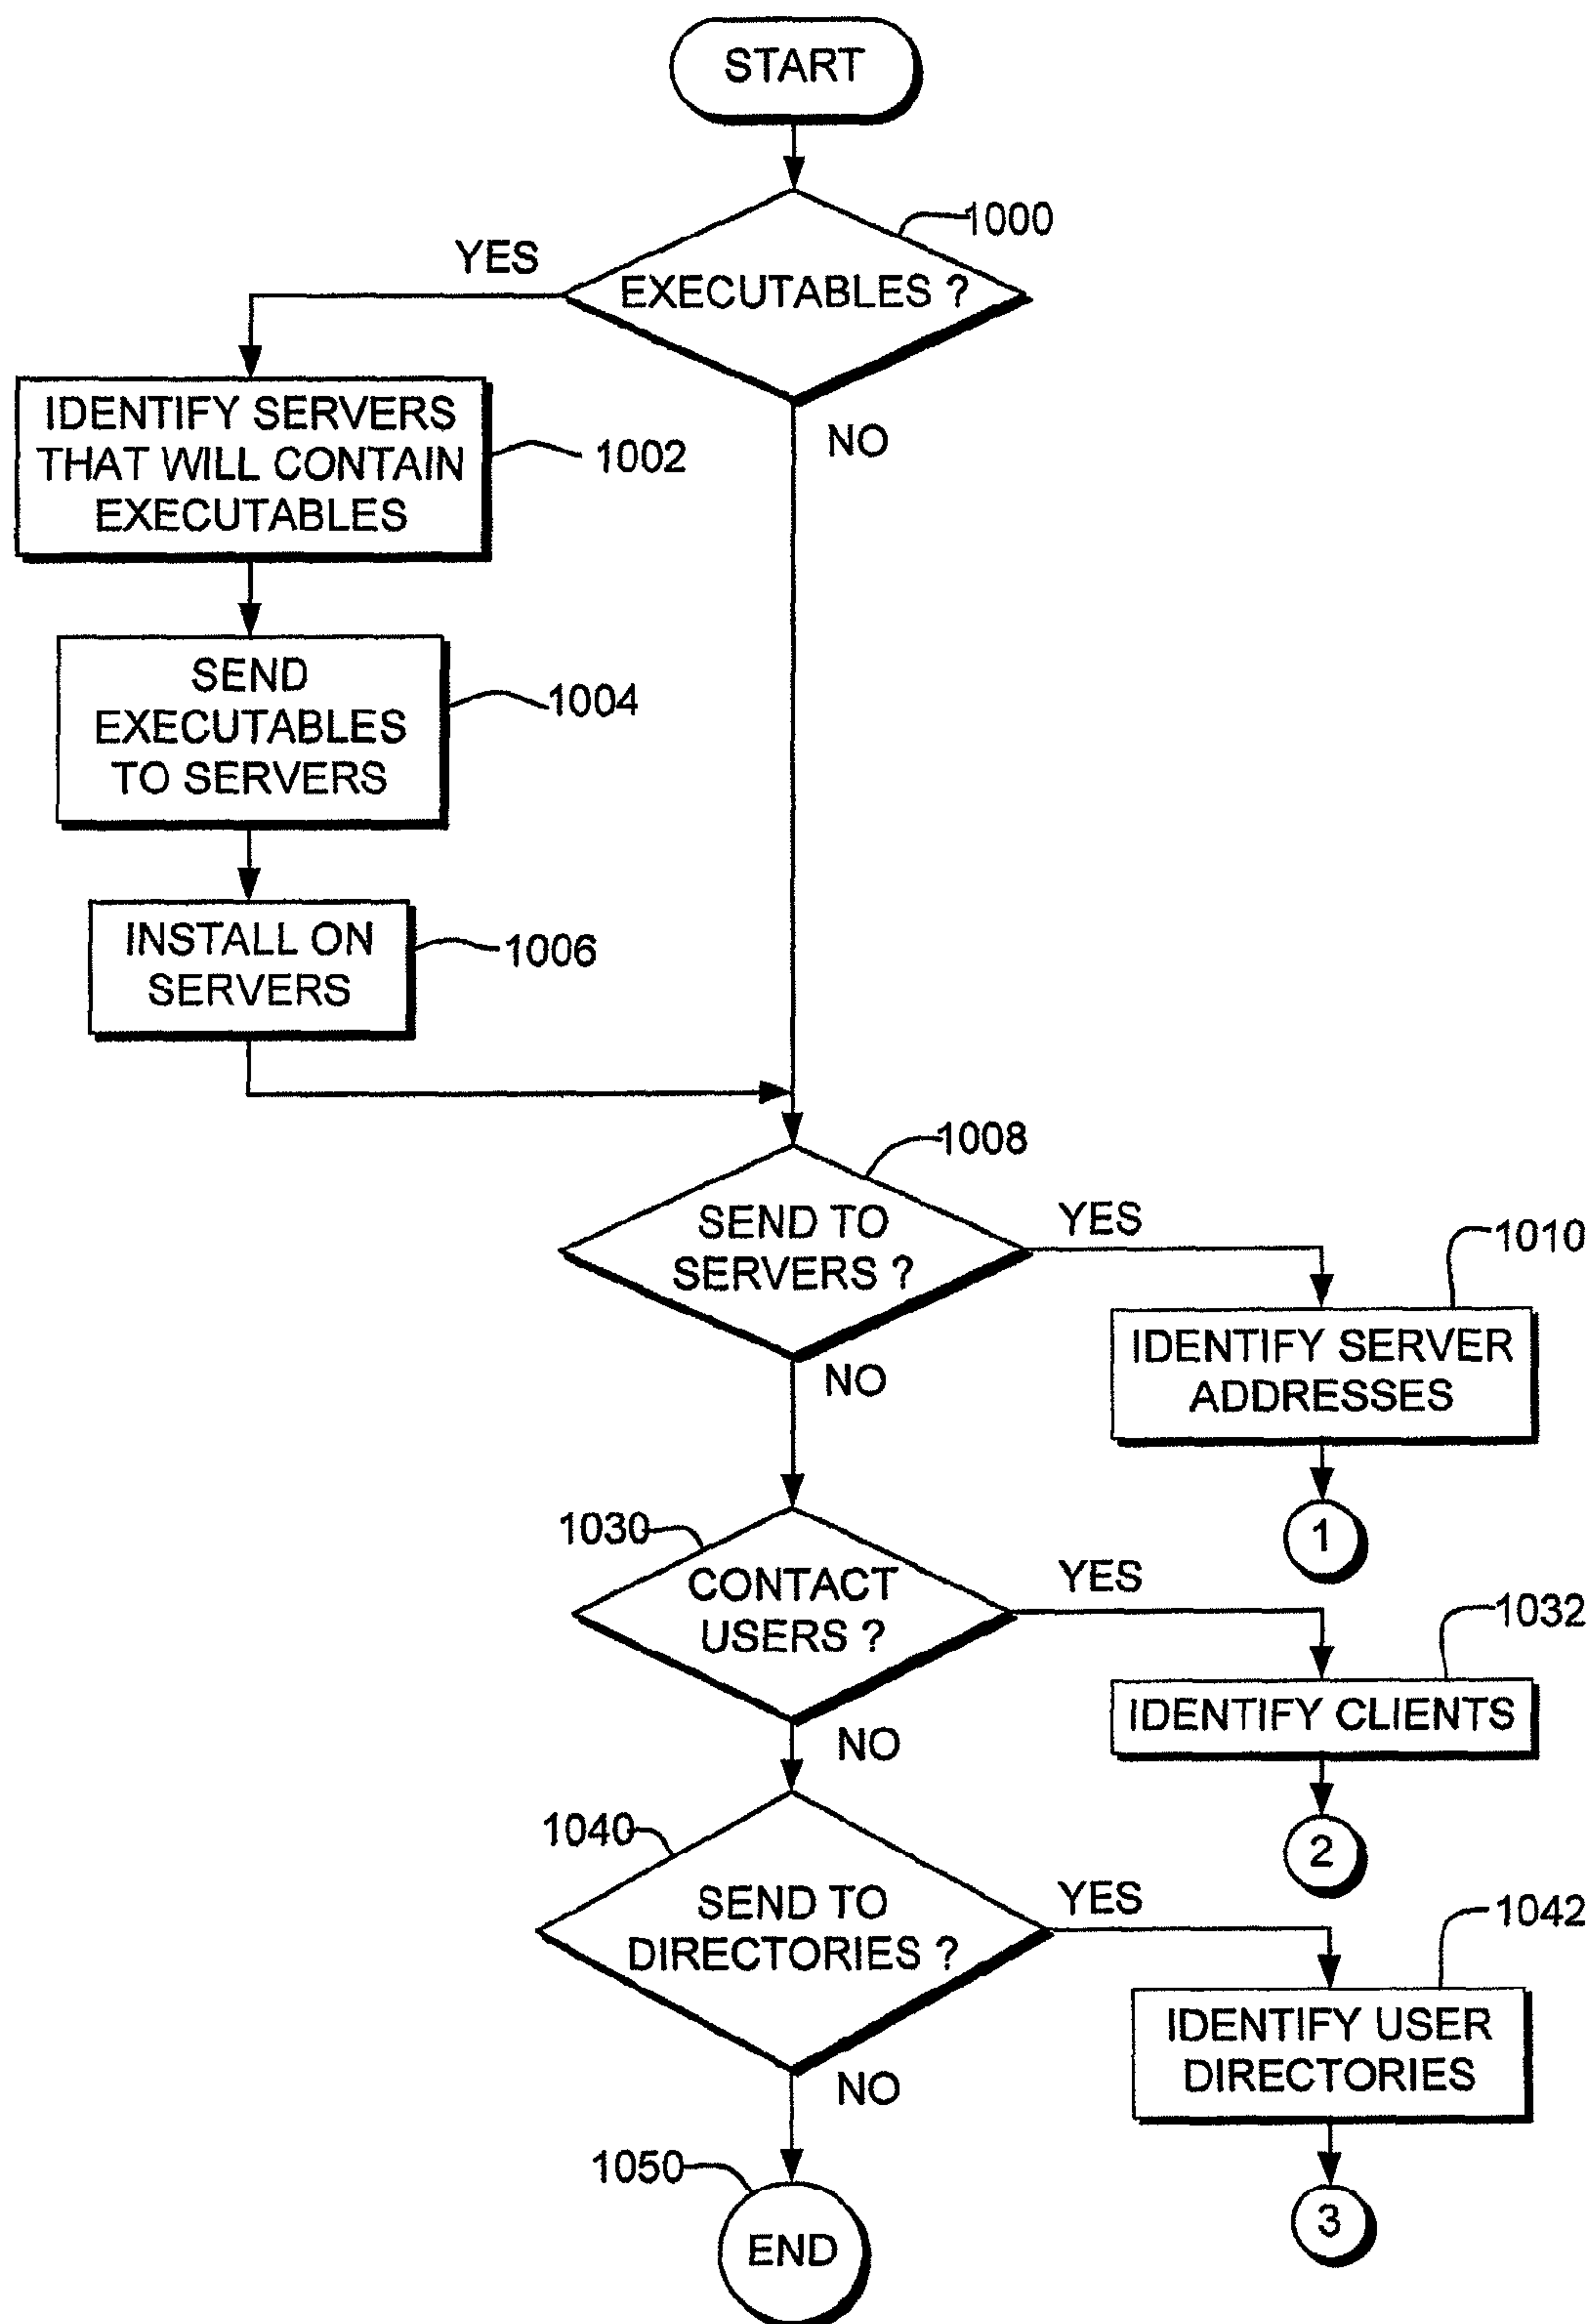 START
1000
YES
EXECUTABLES ?
IDENTIFY SERVERS
THAT WILL CONTAIN
EXECUTABLES
1002
NO
SEND
EXECUTABLES
TO SERVERS
1004
INSTALL ON
SERVERS
1006
1008
SEND TO
SERVERS ?
YES
1010
IDENTIFY SERVER
ADDRESSES
NO
1
1030
CONTACT
USERS ?
YES
1032
IDENTIFY CLIENTS
NO
2
1040
SEND TO
DIRECTORIES ?
YES
1042
IDENTIFY USER
DIRECTORIES
NO
3
1050
END